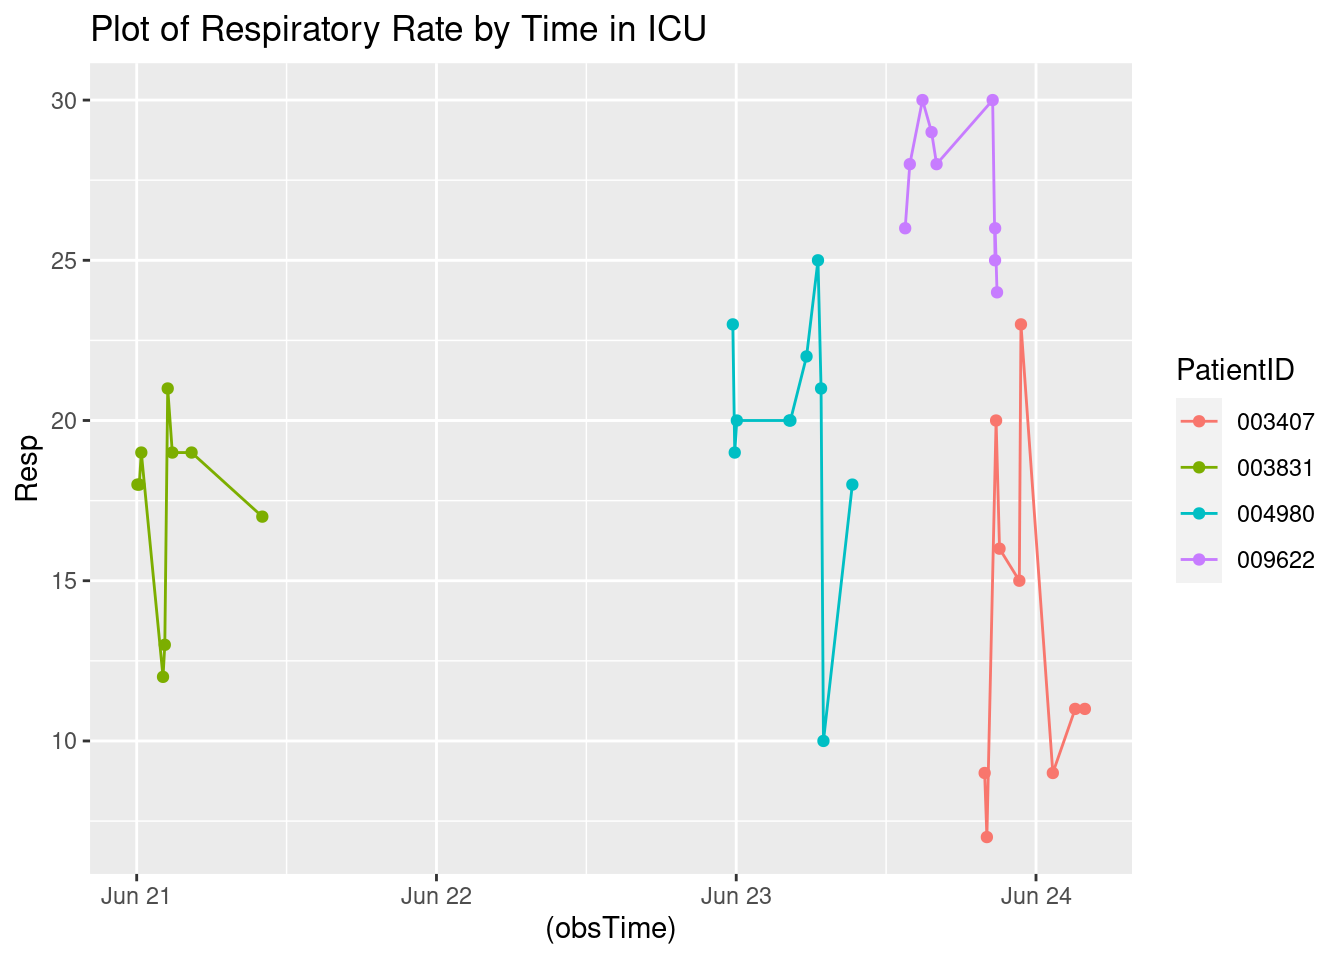 Plot of Respiratory Rate by Time in ICU
30
25
20
15
10
Resp
Jun 21
Jun 22
Jun 23
Jun 24
(obsTime)
PatientID
003407
003831
004980
009622